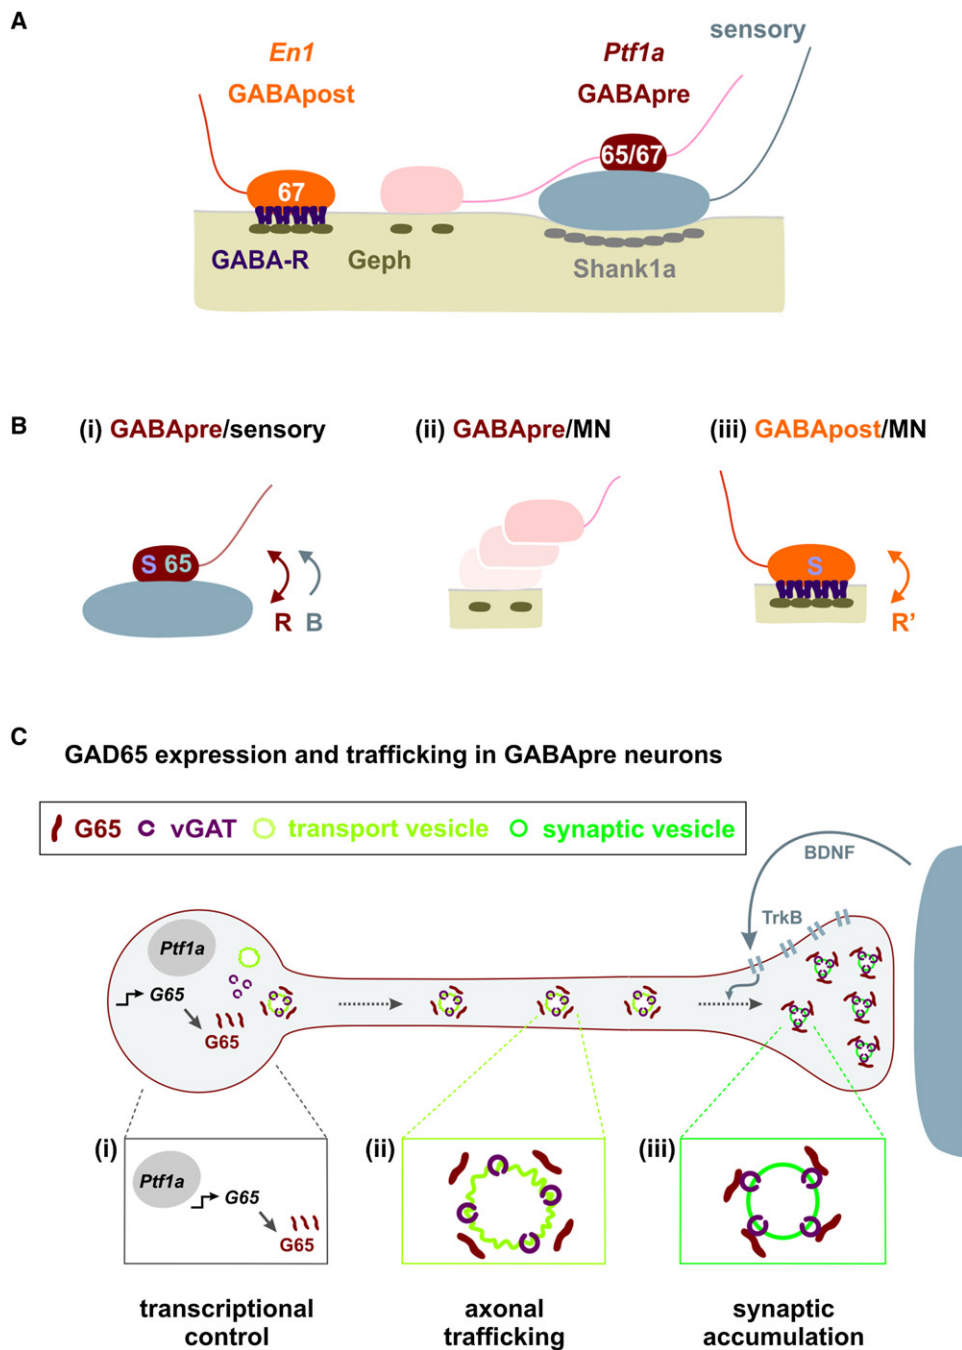 A
sensory
En1
GABApost
Ptf1a
GABApre
65/67
67
GABA-R
Geph
Shank1a
B
(i) GABApre/sensory
(ii) GABApre/MN
(iii) GABApost/MN
S 65
R B
S
R'
C
GAD65 expression and trafficking in GABApre neurons
G65 vGAT transport vesicle synaptic vesicle
BDNF
TrkB
Ptf1a
G65
G65
(i)
Ptf1a
G65
G65
(ii)
(iii)
transcriptional
control
axonal
trafficking
synaptic
accumulation